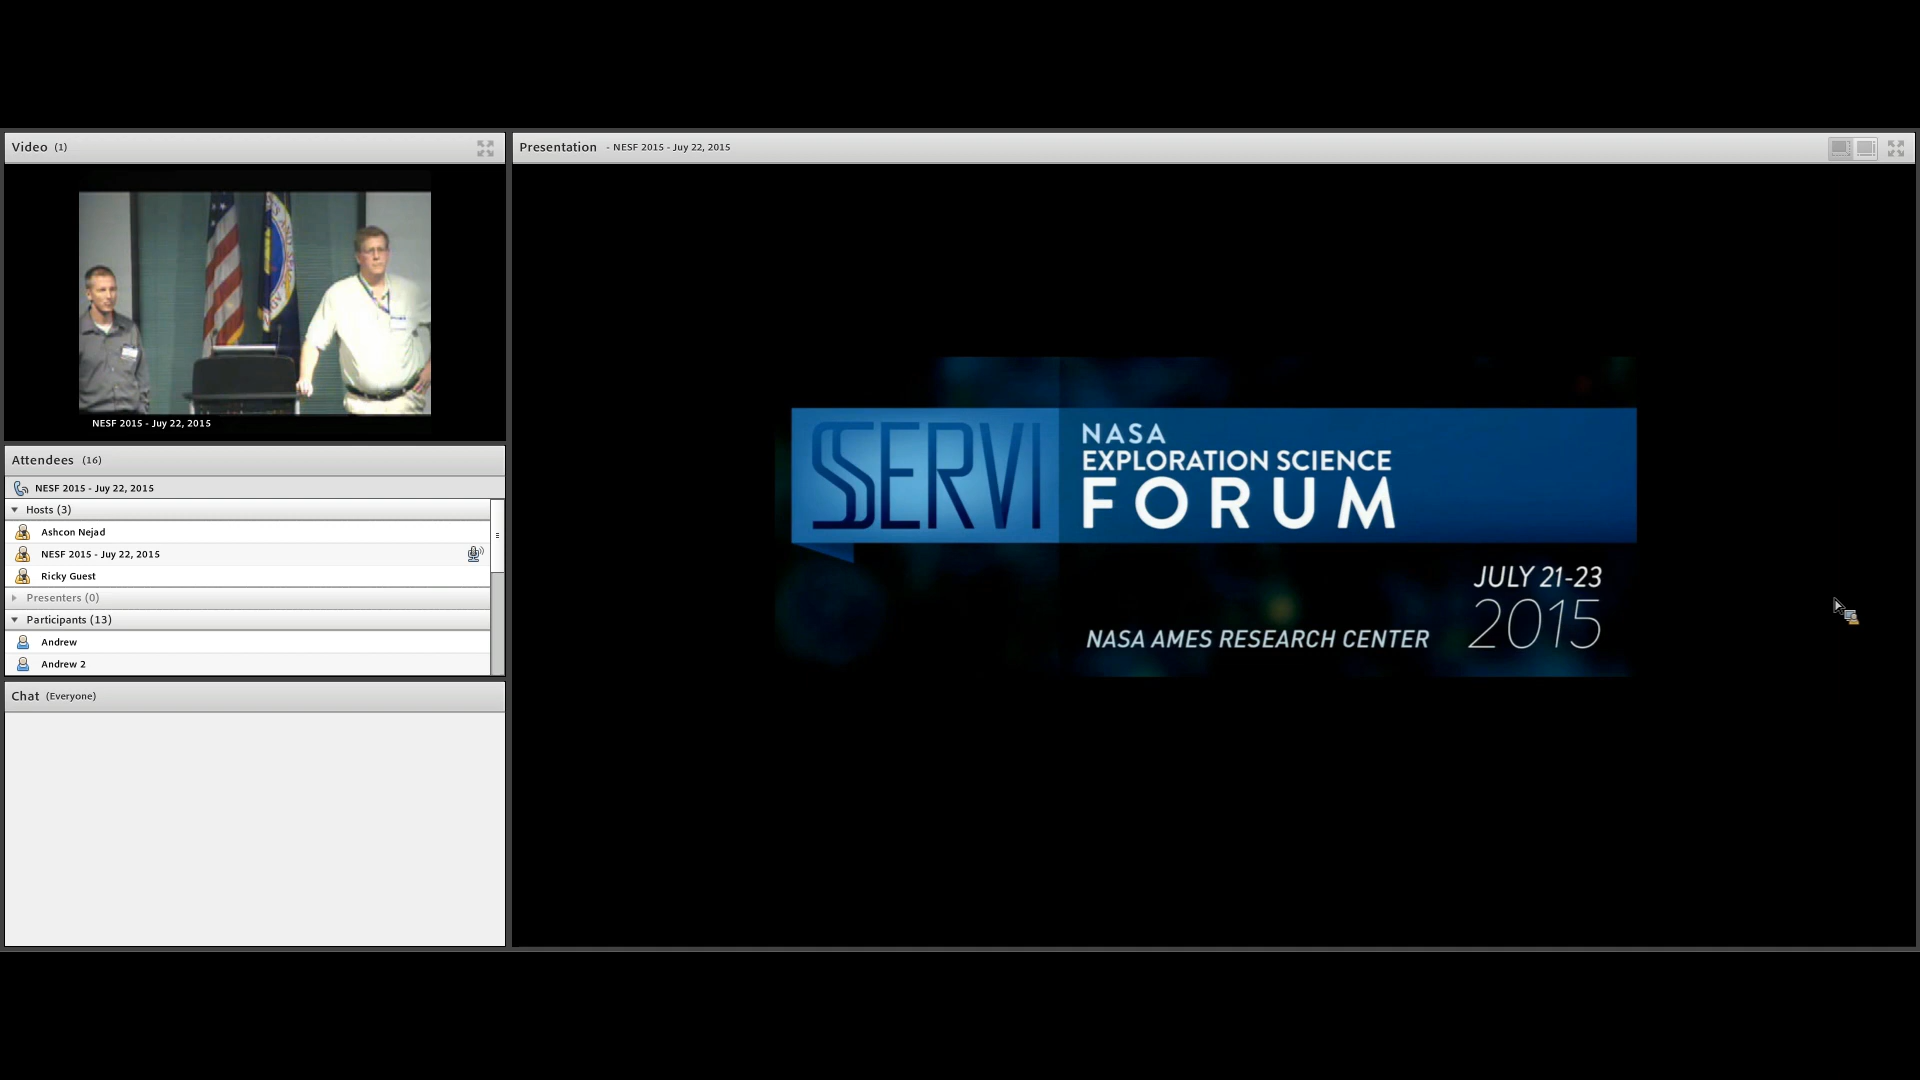 Video (1)
NESF 2015 - Juy 22, 2015
Attendees (16)
NESF 2015 - Juy 22, 2015
Hosts (3)
Ashcon Nejad
NESF 2015 - Juy 22, 2015
Ricky Guest
Presenters (0)
Participants (13)
Andrew
Andrew 2
Chat (Everyone)
Presentation - NESF 2015 - Juy 22, 2015
SSERVI
NASA
EXPLORATION SCIENCE
FORUM
JULY 21-23
2015
NASA AMES RESEARCH CENTER